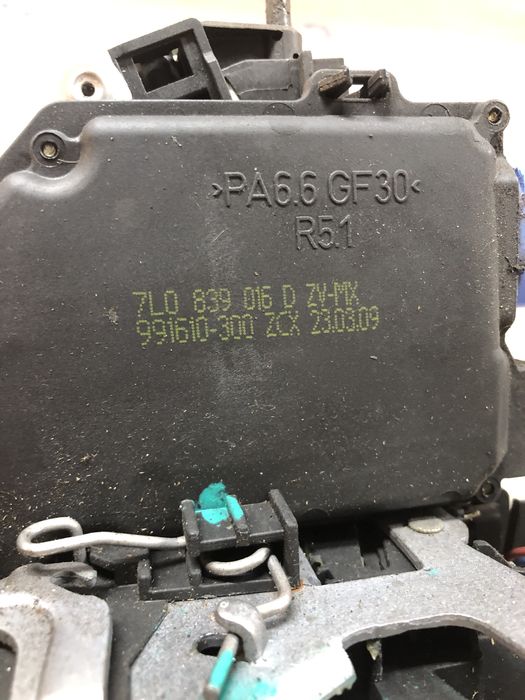 >PA6.6 GF30<
R5.1
7L0 839 016 D ZV-MX
991610-300 ZCX 23.03.09